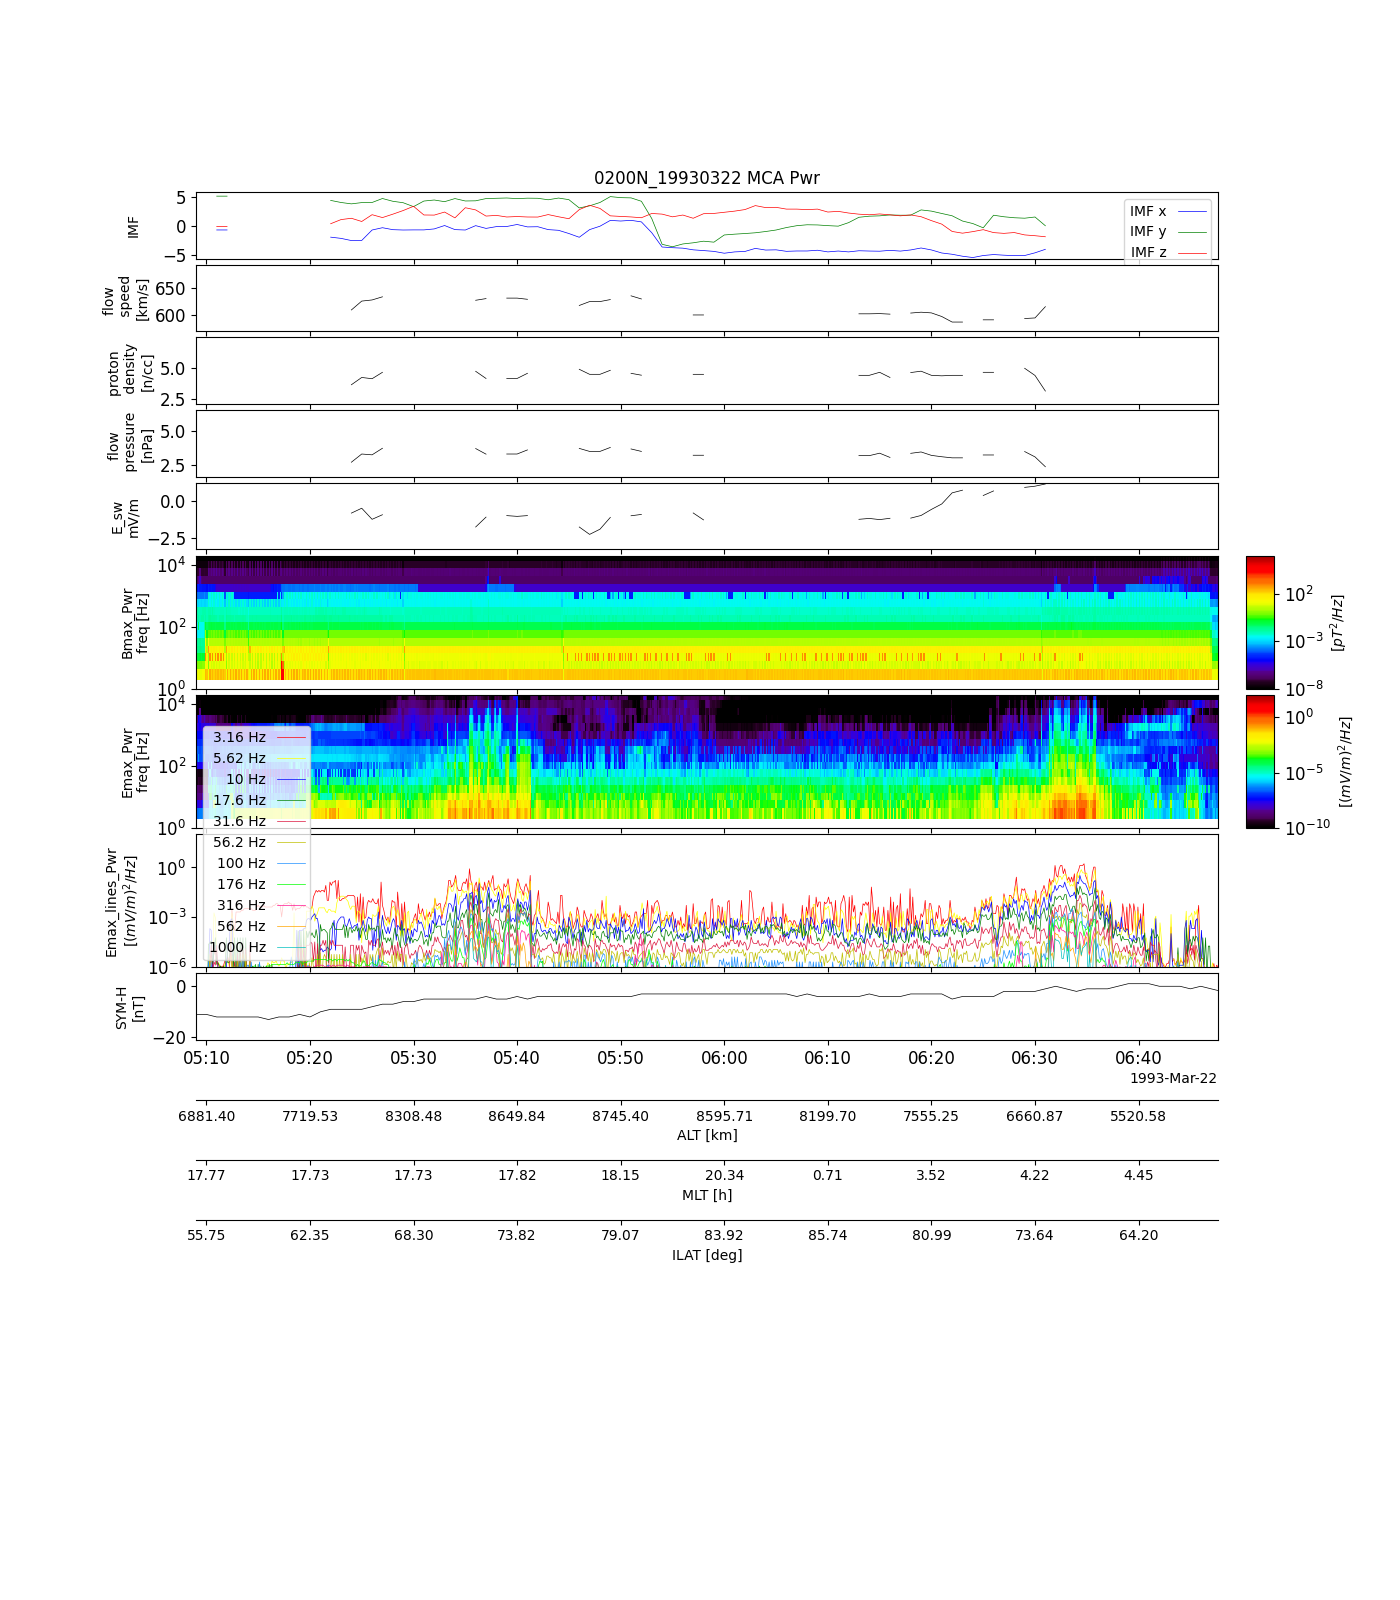 0200N_19930322 MCA Pwr
5
0
−5
IMF
IMF x
IMF y
IMF z
650
600
flow
speed
[km/s]
5.0
2.5
proton
density
[n/cc]
5.0
2.5
flow
pressure
[nPa]
0.0
−2.5
E_sw
mV/m
10^4
10^2
10^0
Bmax_Pwr
freq [Hz]
10^2
10^−3
10^−8
[pT^2/Hz]
10^4
10^2
10^0
Emax_Pwr
freq [Hz]
10^0
10^−5
10^−10
[(mV/m)^2/Hz]
3.16 Hz
5.62 Hz
10 Hz
17.6 Hz
31.6 Hz
56.2 Hz
100 Hz
176 Hz
316 Hz
562 Hz
1000 Hz
10^0
10^−3
10^−6
Emax_lines_Pwr
[(mV/m)^2/Hz]
0
−20
SYM-H
[nT]
05:10 05:20 05:30 05:40 05:50 06:00 06:10 06:20 06:30 06:40
1993-Mar-22
6881.40 7719.53 8308.48 8649.84 8745.40 8595.71 8199.70 7555.25 6660.87 5520.58
ALT [km]
17.77 17.73 17.73 17.82 18.15 20.34 0.71 3.52 4.22 4.45
MLT [h]
55.75 62.35 68.30 73.82 79.07 83.92 85.74 80.99 73.64 64.20
ILAT [deg]